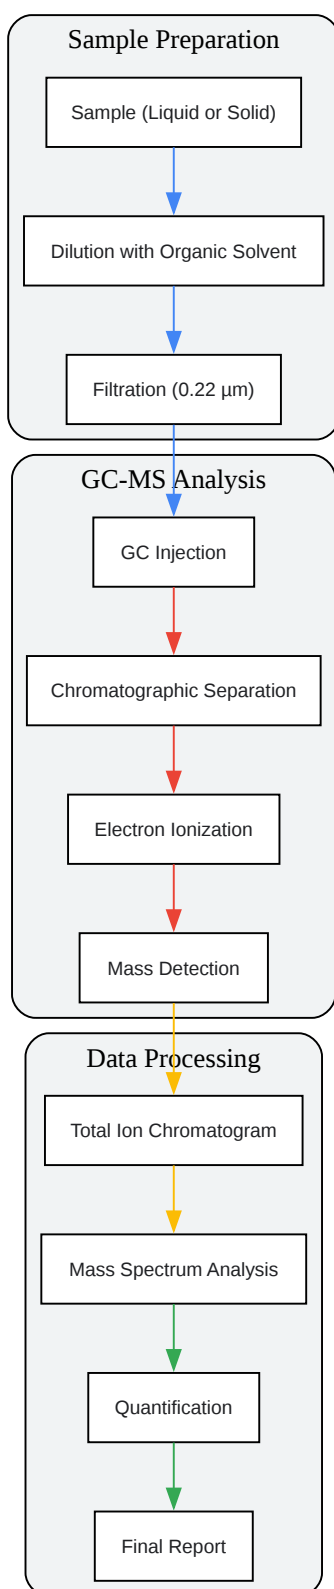 Sample Preparation
Sample (Liquid or Solid)
Dilution with Organic Solvent
Filtration (0.22 µm)
GC-MS Analysis
GC Injection
Chromatographic Separation
Electron Ionization
Mass Detection
Data Processing
Total Ion Chromatogram
Mass Spectrum Analysis
Quantification
Final Report